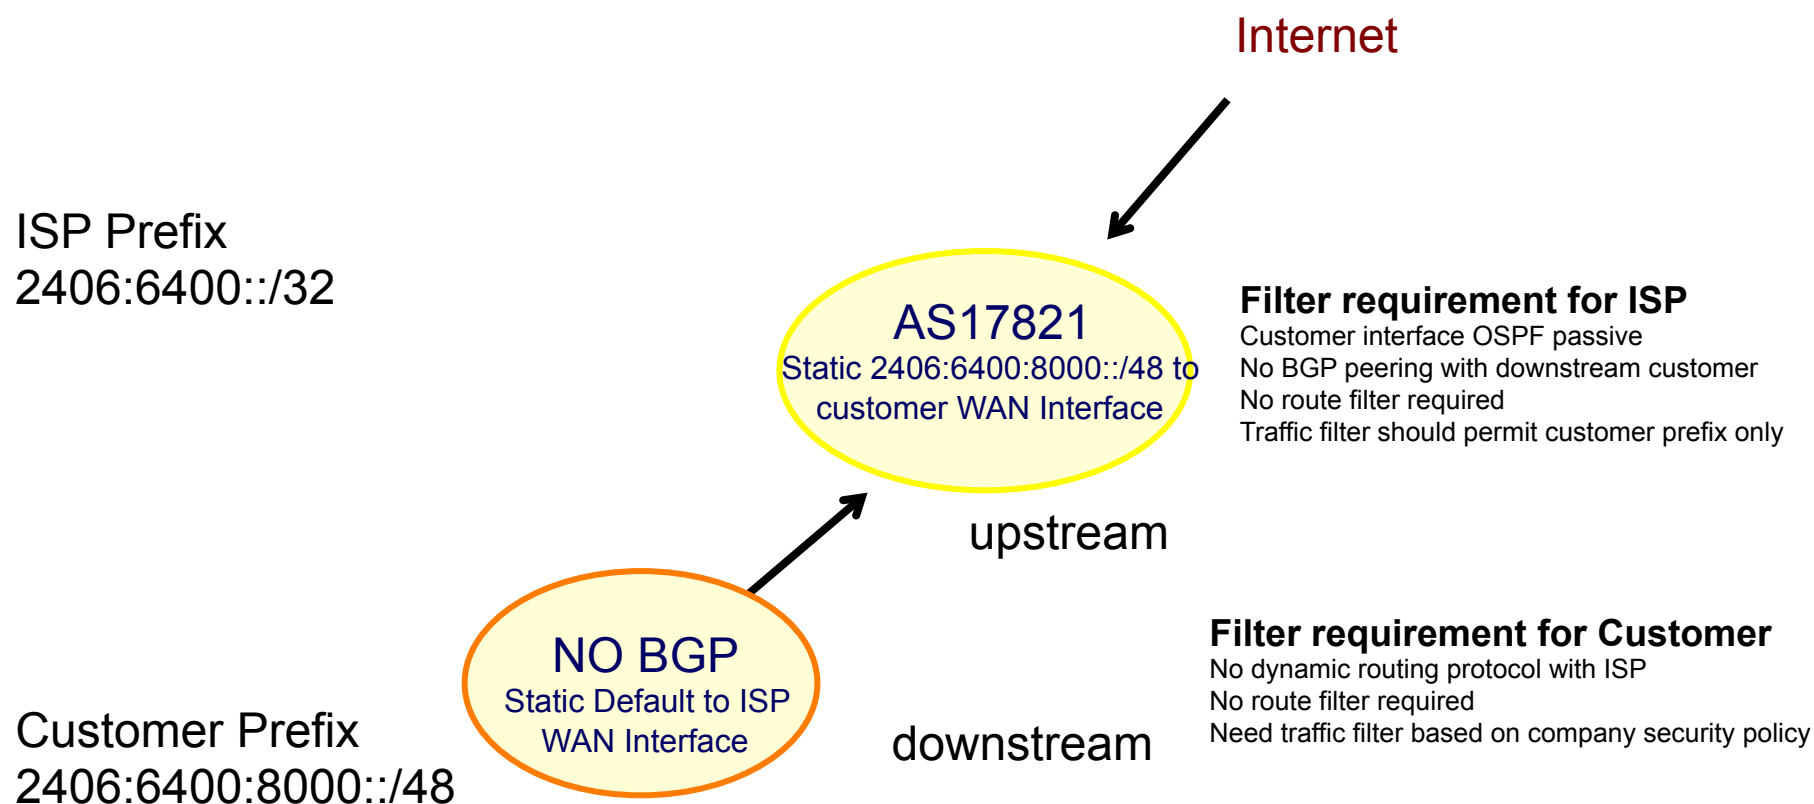 Internet
ISP Prefix
2406:6400::/32
AS17821
Static 2406:6400:8000::/48 to
customer WAN Interface
Filter requirement for ISP
Customer interface OSPF passive
No BGP peering with downstream customer
No route filter required
Traffic filter should permit customer prefix only
upstream
NO BGP
Static Default to ISP
WAN Interface
Filter requirement for Customer
No dynamic routing protocol with ISP
No route filter required
Need traffic filter based on company security policy
downstream
Customer Prefix
2406:6400:8000::/48